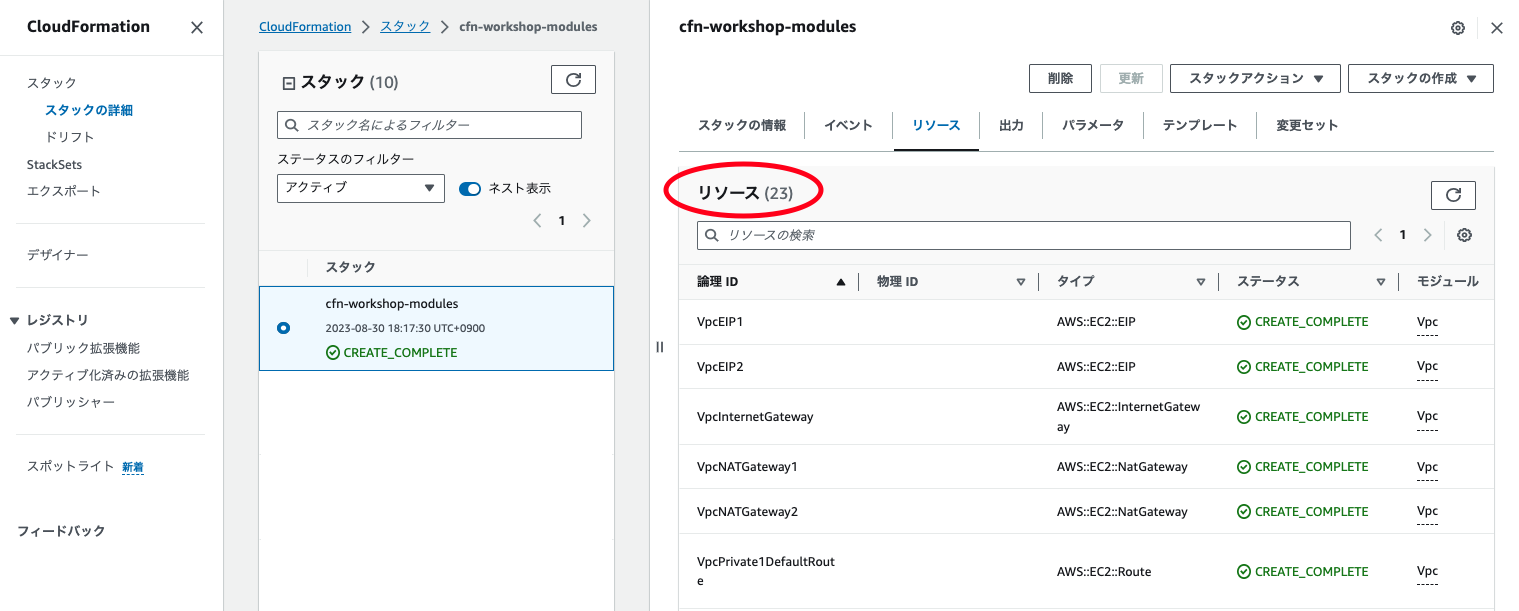 CloudFormation
スタック
スタックの詳細
ドリフト
StackSets
エクスポート
デザイナー
レジストリ
パブリック拡張機能
アクティブ化済みの拡張機能
パブリッシャー
スポットライト 新着
フィードバック
CloudFormation スタック cfn-workshop-modules
スタック (10)
スタック名によるフィルター
ステータスのフィルター
アクティブ ネスト表示
1
スタック
cfn-workshop-modules
2023-08-30 18:17:30 UTC+0900
CREATE_COMPLETE
cfn-workshop-modules
削除 更新 スタックアクション スタックの作成
スタックの情報 イベント リソース 出力 パラメータ テンプレート 変更セット
リソース (23)
リソースの検索 1
論理 ID 物理 ID タイプ ステータス モジュール
VpcEIP1 AWS::EC2::EIP CREATE_COMPLETE Vpc
VpcEIP2 AWS::EC2::EIP CREATE_COMPLETE Vpc
VpcInternetGateway AWS::EC2::InternetGatew
ay CREATE_COMPLETE Vpc
VpcNATGateway1 AWS::EC2::NatGateway CREATE_COMPLETE Vpc
VpcNATGateway2 AWS::EC2::NatGateway CREATE_COMPLETE Vpc
VpcPrivate1DefaultRout
e AWS::EC2::Route CREATE_COMPLETE Vpc